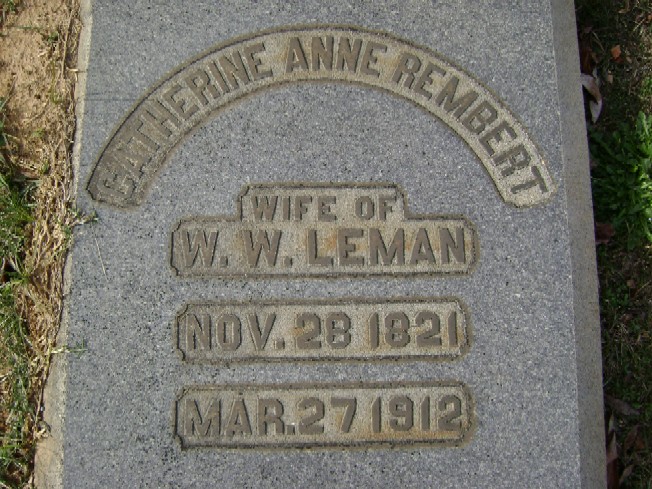 CATHERINE ANNE REMBERT
WIFE OF
W. W. LEMAN
NOV. 28 1821
MAR. 27 1912